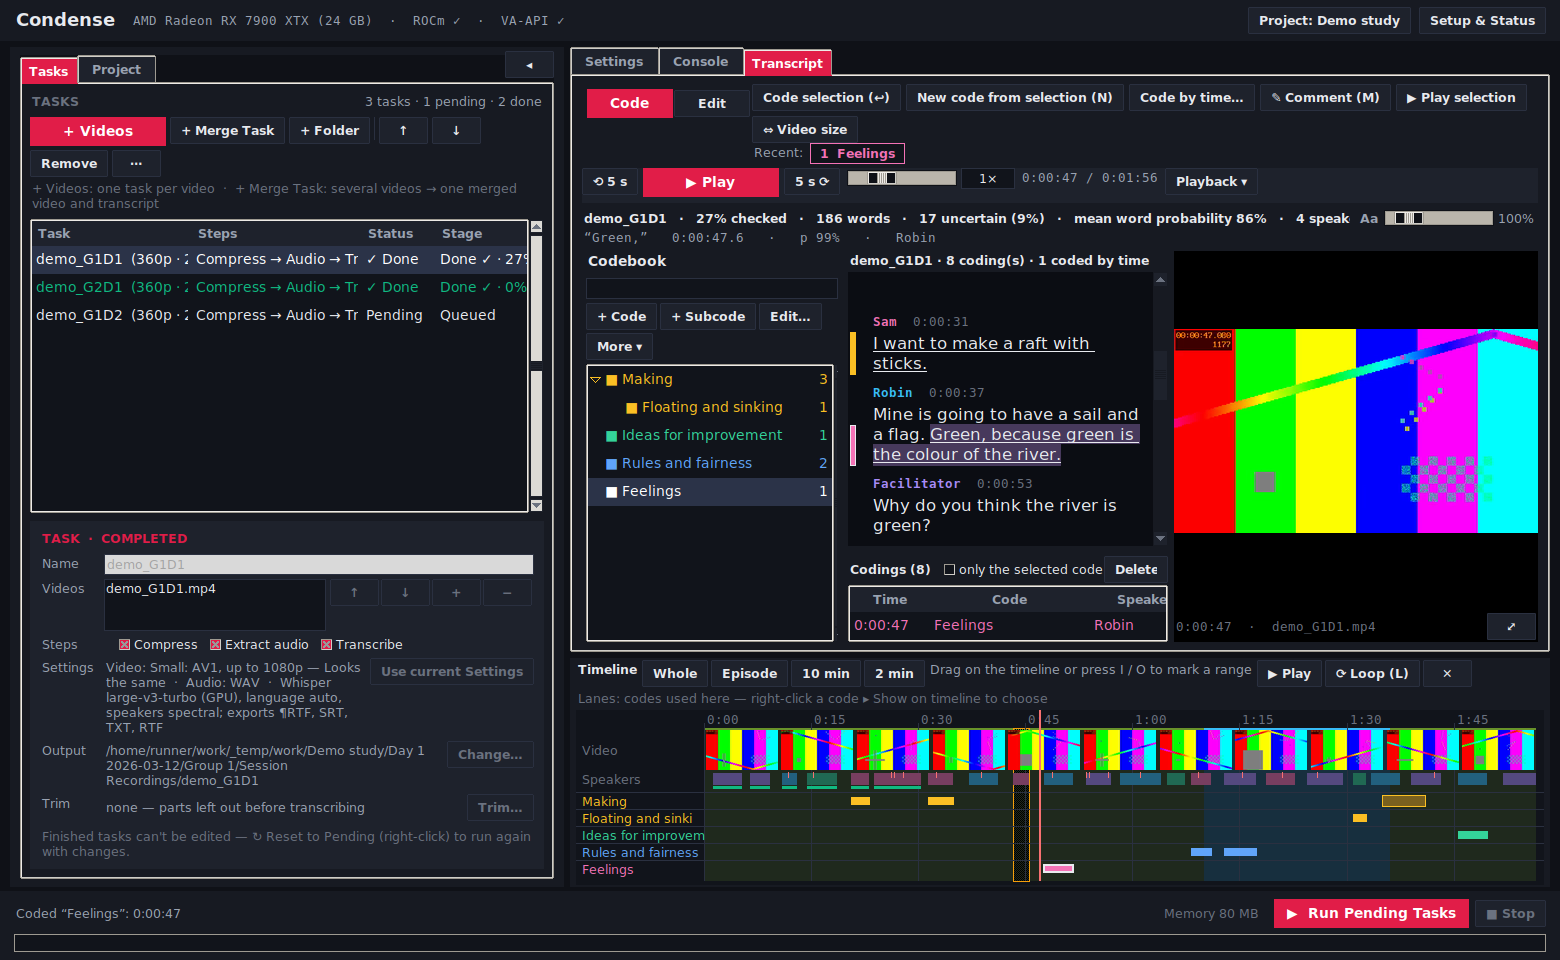 Condense AMD Radeon RX 7900 XTX (24 GB) · ROCm ✓ · VA-API ✓
Project: Demo study Setup & Status
Tasks Project ◂
TASKS 3 tasks · 1 pending · 2 done
+ Videos + Merge Task + Folder ↑ ↓
Remove ⋯
+ Videos: one task per video · + Merge Task: several videos → one merged
video and transcript
Task Steps Status Stage
demo_G1D1 (360p · 2 Compress → Audio → Tr ✓ Done Done ✓ · 27%
demo_G2D1 (360p · 2 Compress → Audio → Tr ✓ Done Done ✓ · 0%
demo_G1D2 (360p · 2 Compress → Audio → Tr Pending Queued
TASK · COMPLETED
Name demo_G1D1
Videos demo_G1D1.mp4 ↑ ↓ + −
Steps Compress Extract audio Transcribe
Settings Video: Small: AV1, up to 1080p — Looks
the same · Audio: WAV · Whisper
large-v3-turbo (GPU), language auto,
speakers spectral; exports ¶RTF, SRT,
TXT, RTF
Use current Settings
Output /home/runner/work/_temp/work/Demo study/Day 1
2026-03-12/Group 1/Session
Recordings/demo_G1D1
Change…
Trim none — parts left out before transcribing Trim…
Finished tasks can't be edited — ↻ Reset to Pending (right-click) to run again
with changes.
Settings Console Transcript
Code Edit Code selection (↩) New code from selection (N) Code by time… ✎ Comment (M) ▶ Play selection
⇔ Video size
Recent: 1 Feelings
⟲ 5 s ▶ Play 5 s ⟳ 1× 0:00:47 / 0:01:56 Playback ▾
demo_G1D1 · 27% checked · 186 words · 17 uncertain (9%) · mean word probability 86% · 4 speak Aa 100%
“Green,” 0:00:47.6 · p 99% · Robin
Codebook
+ Code + Subcode Edit…
More ▾
Making 3
Floating and sinking 1
Ideas for improvement 1
Rules and fairness 2
Feelings 1
demo_G1D1 · 8 coding(s) · 1 coded by time
Sam 0:00:31
I want to make a raft with
sticks.
Robin 0:00:37
Mine is going to have a sail and
a flag. Green, because green is
the colour of the river.
Facilitator 0:00:53
Why do you think the river is
green?
Codings (8) only the selected code Delete
Time Code Speake
0:00:47 Feelings Robin
00:00:47.000
1177
0:00:47 · demo_G1D1.mp4 ⤢
Timeline Whole Episode 10 min 2 min Drag on the timeline or press I / O to mark a range ▶ Play ⟳ Loop (L) ✕
Lanes: codes used here — right-click a code ▸ Show on timeline to choose
0:00 0:15 0:30 0:45 1:00 1:15 1:30 1:45
Video
Speakers
Making
Floating and sinki
Ideas for improvem
Rules and fairness
Feelings
Coded “Feelings”: 0:00:47 Memory 80 MB ▶ Run Pending Tasks ■ Stop